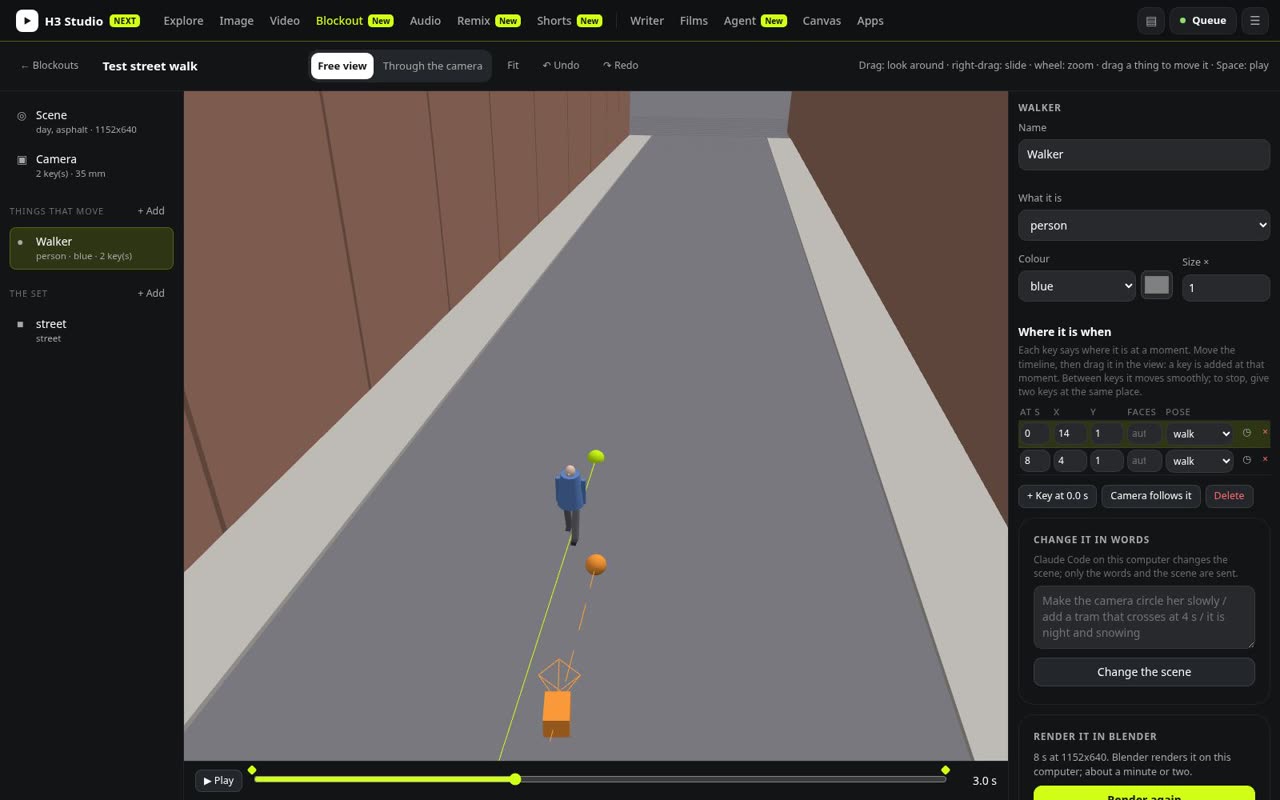 H3 Studio NEXT Explore Image Video Blockout New Audio Remix New Shorts New Writer Films Agent New Canvas Apps Queue
← Blockouts Test street walk Free view Through the camera Fit ↶ Undo ↷ Redo Drag: look around · right-drag: slide · wheel: zoom · drag a thing to move it · Space: play
Scene
day, asphalt · 1152x640
Camera
2 key(s) · 35 mm
THINGS THAT MOVE + Add
Walker
person · blue · 2 key(s)
THE SET + Add
street
street
▶ Play 3.0 s
WALKER
Name
Walker
What it is
person
Colour Size ×
blue 1
Where it is when
Each key says where it is at a moment. Move the
timeline, then drag it in the view: a key is added at that
moment. Between keys it moves smoothly; to stop, give
two keys at the same place.
AT S X Y FACES POSE
0 14 1 aut walk ×
8 4 1 aut walk ×
+ Key at 0.0 s Camera follows it Delete
CHANGE IT IN WORDS
Claude Code on this computer changes the
scene; only the words and the scene are sent.
Make the camera circle her slowly /
add a tram that crosses at 4 s / it is
night and snowing
Change the scene
RENDER IT IN BLENDER
8 s at 1152x640. Blender renders it on this
computer; about a minute or two.
Render again